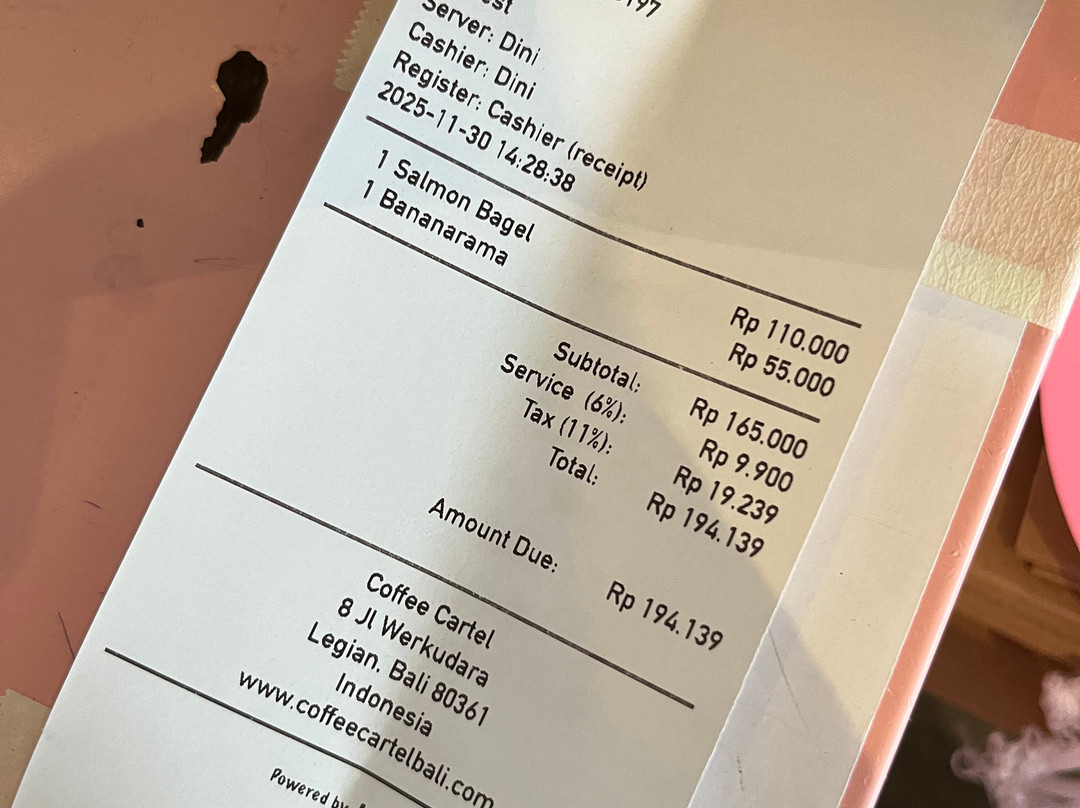 Server: Dini
Cashier: Dini
Register: Cashier (receipt)
2025-11-30 14:28:38
1 Salmon Bagel Rp 110.000
1 Bananarama Rp 55.000
Subtotal: Rp 165.000
Service (6%): Rp 9.900
Tax (11%): Rp 19.239
Total: Rp 194.139
Amount Due: Rp 194.139
Coffee Cartel
8 Jl Werkudara
Legian, Bali 80361
Indonesia
www.coffeecartelbali.com
Powered by